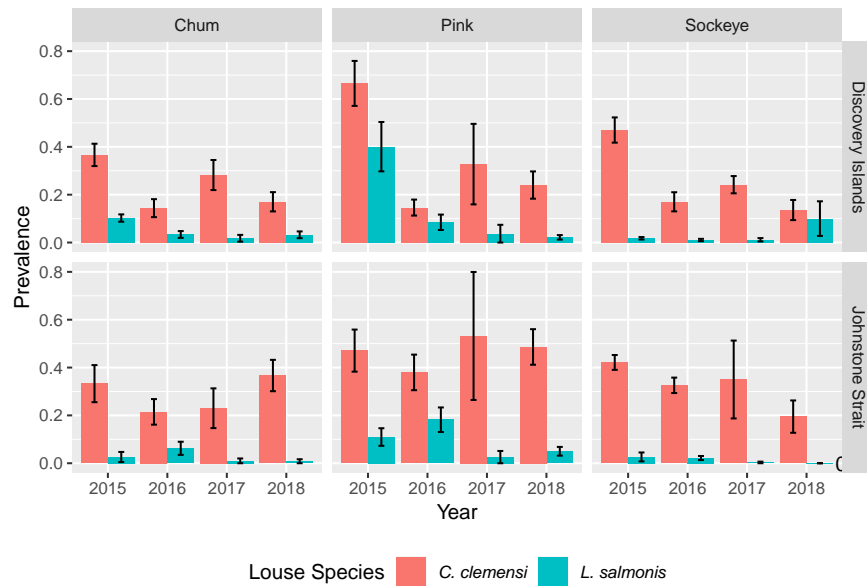 Chum Pink Sockeye
0.8
0.6
0.4
0.2
0.0
Discovery Islands
Prevalence
0.8
0.6
0.4
0.2
0.0
Johnstone Strait
2015 2016 2017 2018 2015 2016 2017 2018 2015 2016 2017 2018
Year
Louse Species C. clemensi L. salmonis